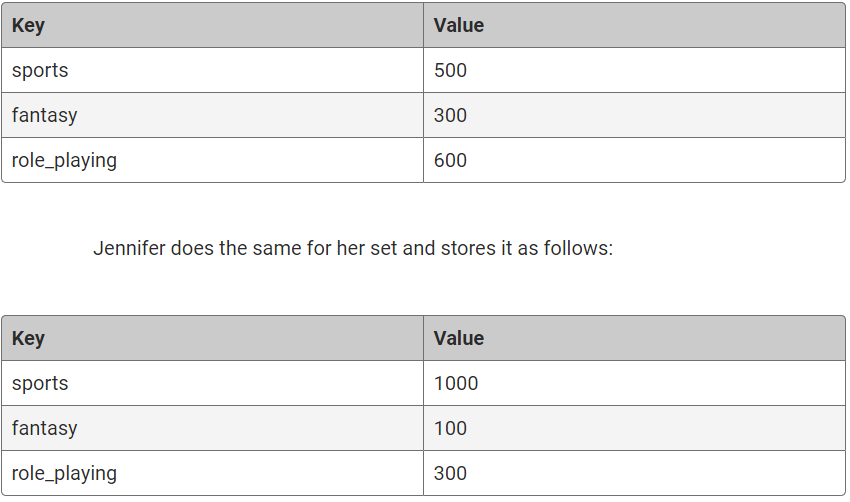 Key Value
sports 500
fantasy 300
role_playing 600
Jennifer does the same for her set and stores it as follows:
Key Value
sports 1000
fantasy 100
role_playing 300